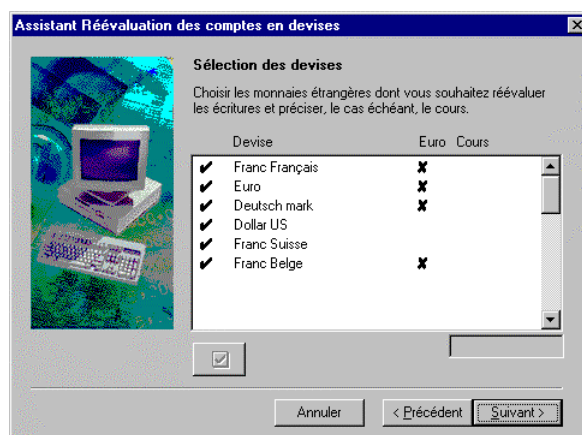 Assistant Réévaluation des comptes en devises
Sélection des devises
Choisir les monnaies étrangères dont vous souhaitez réévaluer
les écritures et préciser, le cas échéant, le cours.
Devise Euro Cours
✔ Franc Français ✘
✔ Euro ✘
✔ Deutsch mark ✘
✔ Dollar US
✔ Franc Suisse
✔ Franc Belge ✘
Annuler < Précédent Suivant >